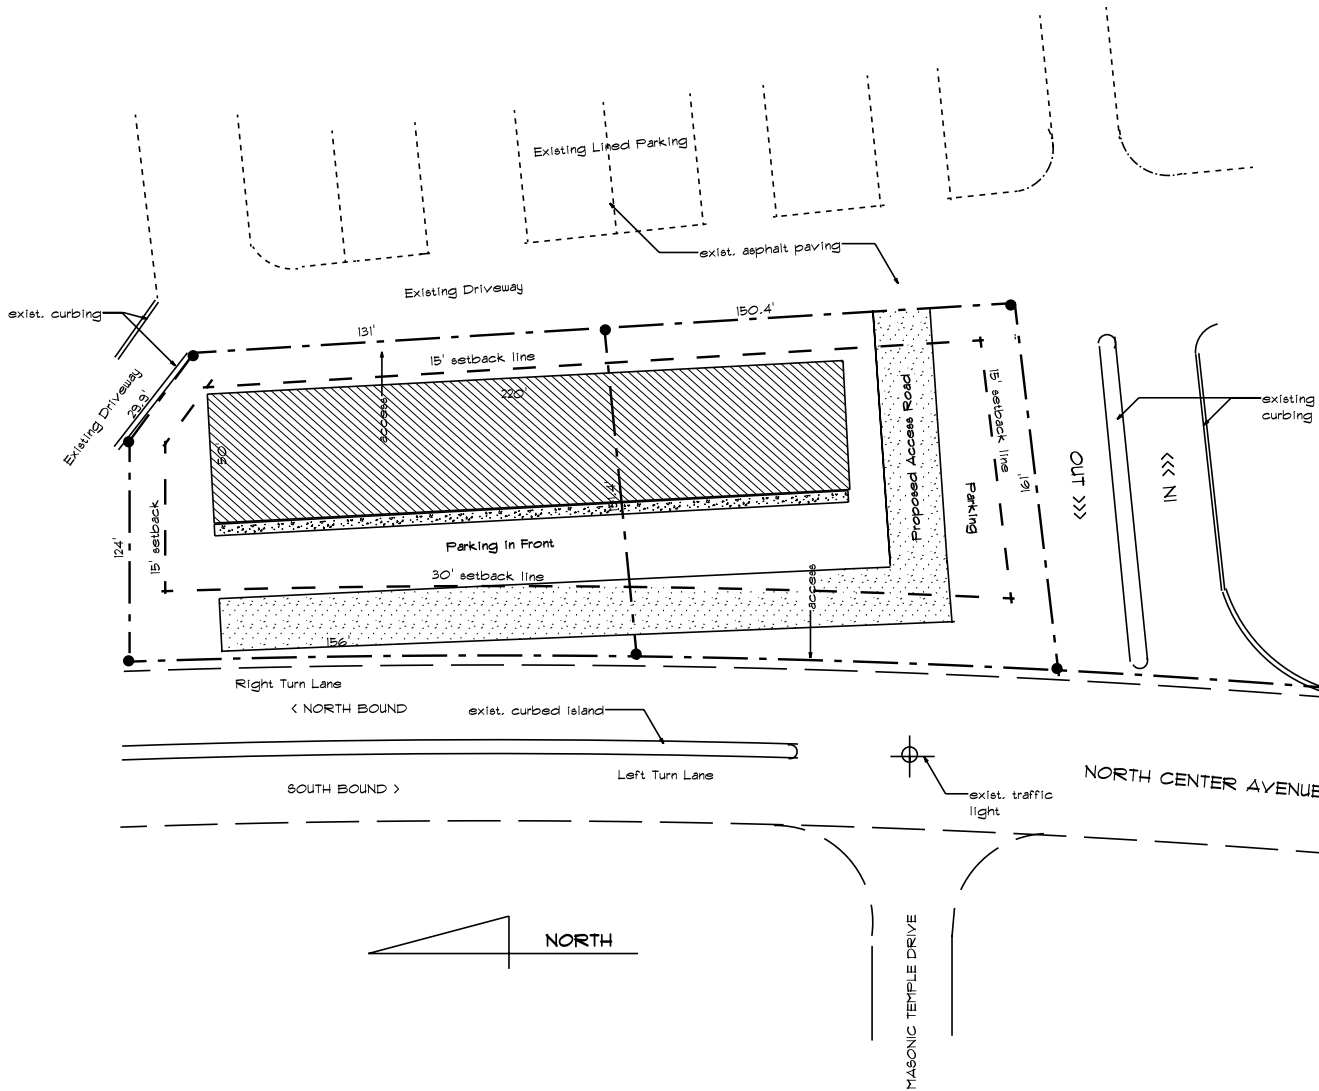 Existing Lined Parking
exist. asphalt paving
Existing Driveway
exist. curbing
150.4'
131'
15' setback line
220'
Existing Driveway
29.9'
access
50'
15' setback line
Proposed Access Road
Parking
161'
OUT >>>
IN >>>
existing
curbing
124'
15' setback
Parking in Front
30' setback line
access
156'
Right Turn Lane
< NORTH BOUND
exist. curbed island
Left Turn Lane
SOUTH BOUND >
NORTH CENTER AVENUE
exist. traffic
light
NORTH
MASONIC TEMPLE DRIVE